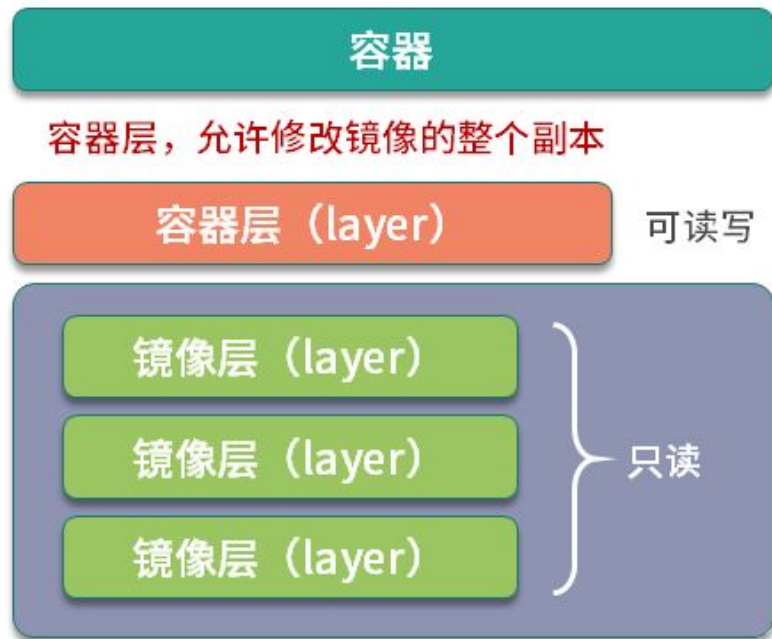 容器
容器层，允许修改镜像的整个副本
容器层（layer）
可读写
镜像层（layer）
镜像层（layer）
镜像层（layer）
只读